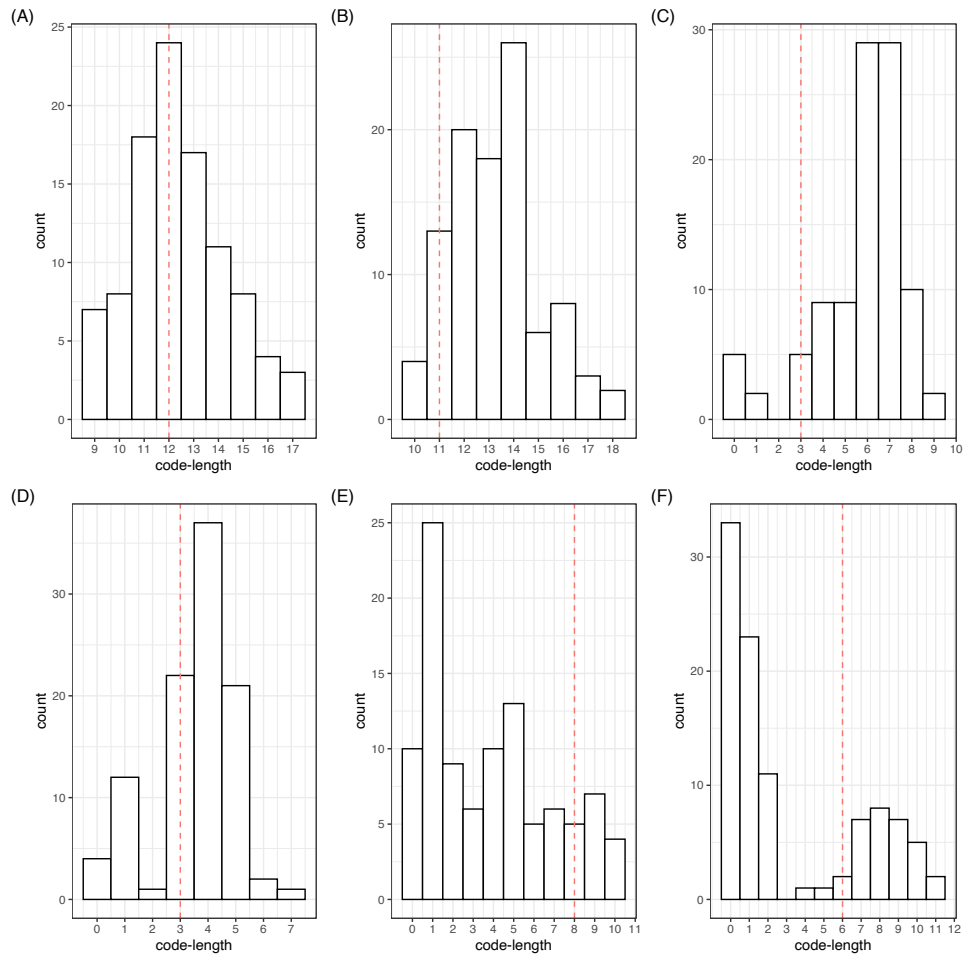 (A)
25
20
15
10
5
0
count
9 10 11 12 13 14 15 16 17
code-length
(B)
20
10
0
count
10 11 12 13 14 15 16 17 18
code-length
(C)
30
20
10
0
count
0 1 2 3 4 5 6 7 8 9 10
code-length
(D)
30
20
10
0
count
0 1 2 3 4 5 6 7
code-length
(E)
25
20
15
10
5
0
count
0 1 2 3 4 5 6 7 8 9 10 11
code-length
(F)
30
20
10
0
count
0 1 2 3 4 5 6 7 8 9 10 11 12
code-length